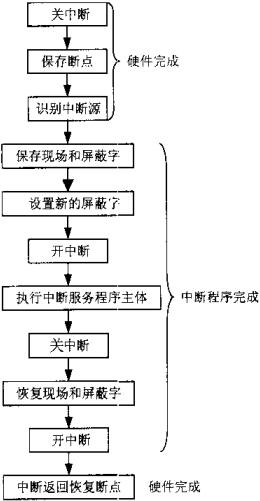 关中断
保存断点
硬件完成
识别中断源
保存现场和屏蔽字
设置新的屏蔽字
开中断
执行中断服务程序主体
中断程序完成
关中断
恢复现场和屏蔽字
开中断
中断返回恢复断点
硬件完成